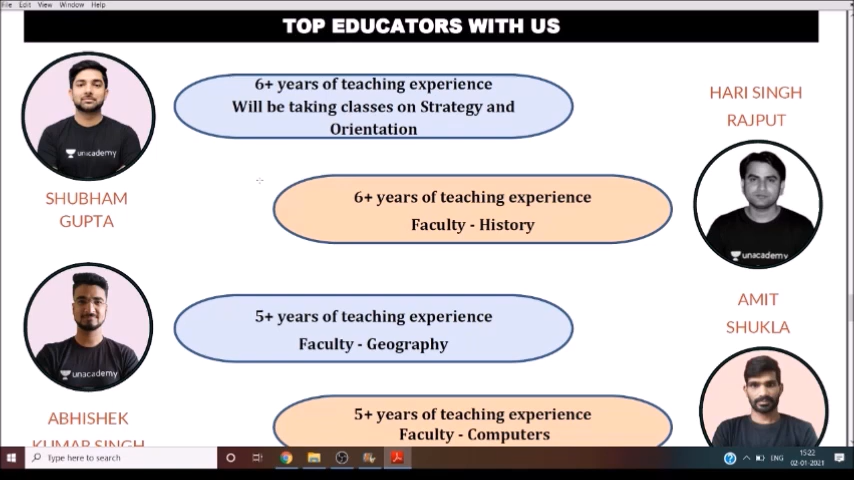 File Edit View Window Help
TOP EDUCATORS WITH US
6+ years of teaching experience
Will be taking classes on Strategy and
Orientation
unacademy
SHUBHAM
GUPTA
HARI SINGH
RAJPUT
6+ years of teaching experience
Faculty - History
unacademy
5+ years of teaching experience
Faculty - Geography
unacademy
ABHISHEK
KUMAR SINGH
AMIT
SHUKLA
5+ years of teaching experience
Faculty - Computers
Type here to search
ENG
15:22
02-01-2021